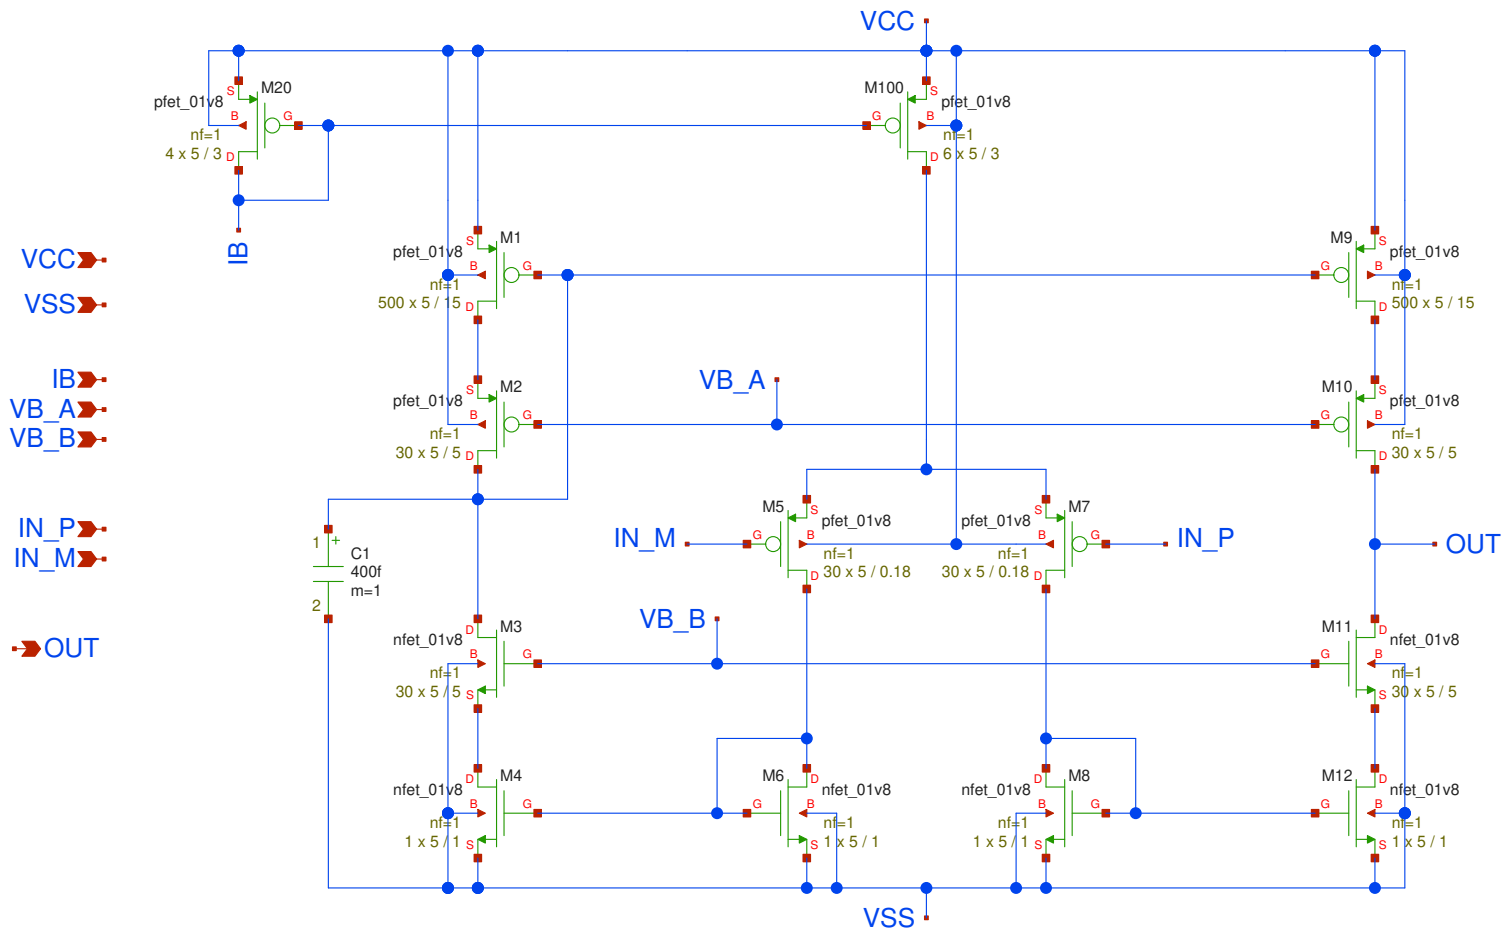 VCC
M20
S
pfet_01v8
B
G
nf=1
4 x 5 / 3
D
IB
M100
S
pfet_01v8
G
B
nf=1
6 x 5 / 3
D
VCC
VSS
IB
VB_A
VB_B
IN_P
IN_M
OUT
M1
S
pfet_01v8
B
G
nf=1
500 x 5 / 15
D
M9
S
pfet_01v8
G
B
nf=1
500 x 5 / 15
D
M2
S
pfet_01v8
B
G
nf=1
30 x 5 / 5
D
VB_A
M10
S
pfet_01v8
G
B
nf=1
30 x 5 / 5
D
M5
S
pfet_01v8
IN_M
G
B
nf=1
30 x 5 / 0.18
D
M7
S
pfet_01v8
B
G
IN_P
nf=1
30 x 5 / 0.18
D
OUT
1
+
C1
400f
m=1
2
VB_B
M3
D
nfet_01v8
B
G
nf=1
30 x 5 / 5
S
M11
D
nfet_01v8
G
B
nf=1
30 x 5 / 5
S
M4
D
nfet_01v8
B
G
nf=1
1 x 5 / 1
S
M6
D
nfet_01v8
G
B
nf=1
1 x 5 / 1
S
M8
D
nfet_01v8
B
G
nf=1
1 x 5 / 1
S
M12
D
nfet_01v8
G
B
nf=1
1 x 5 / 1
S
VSS